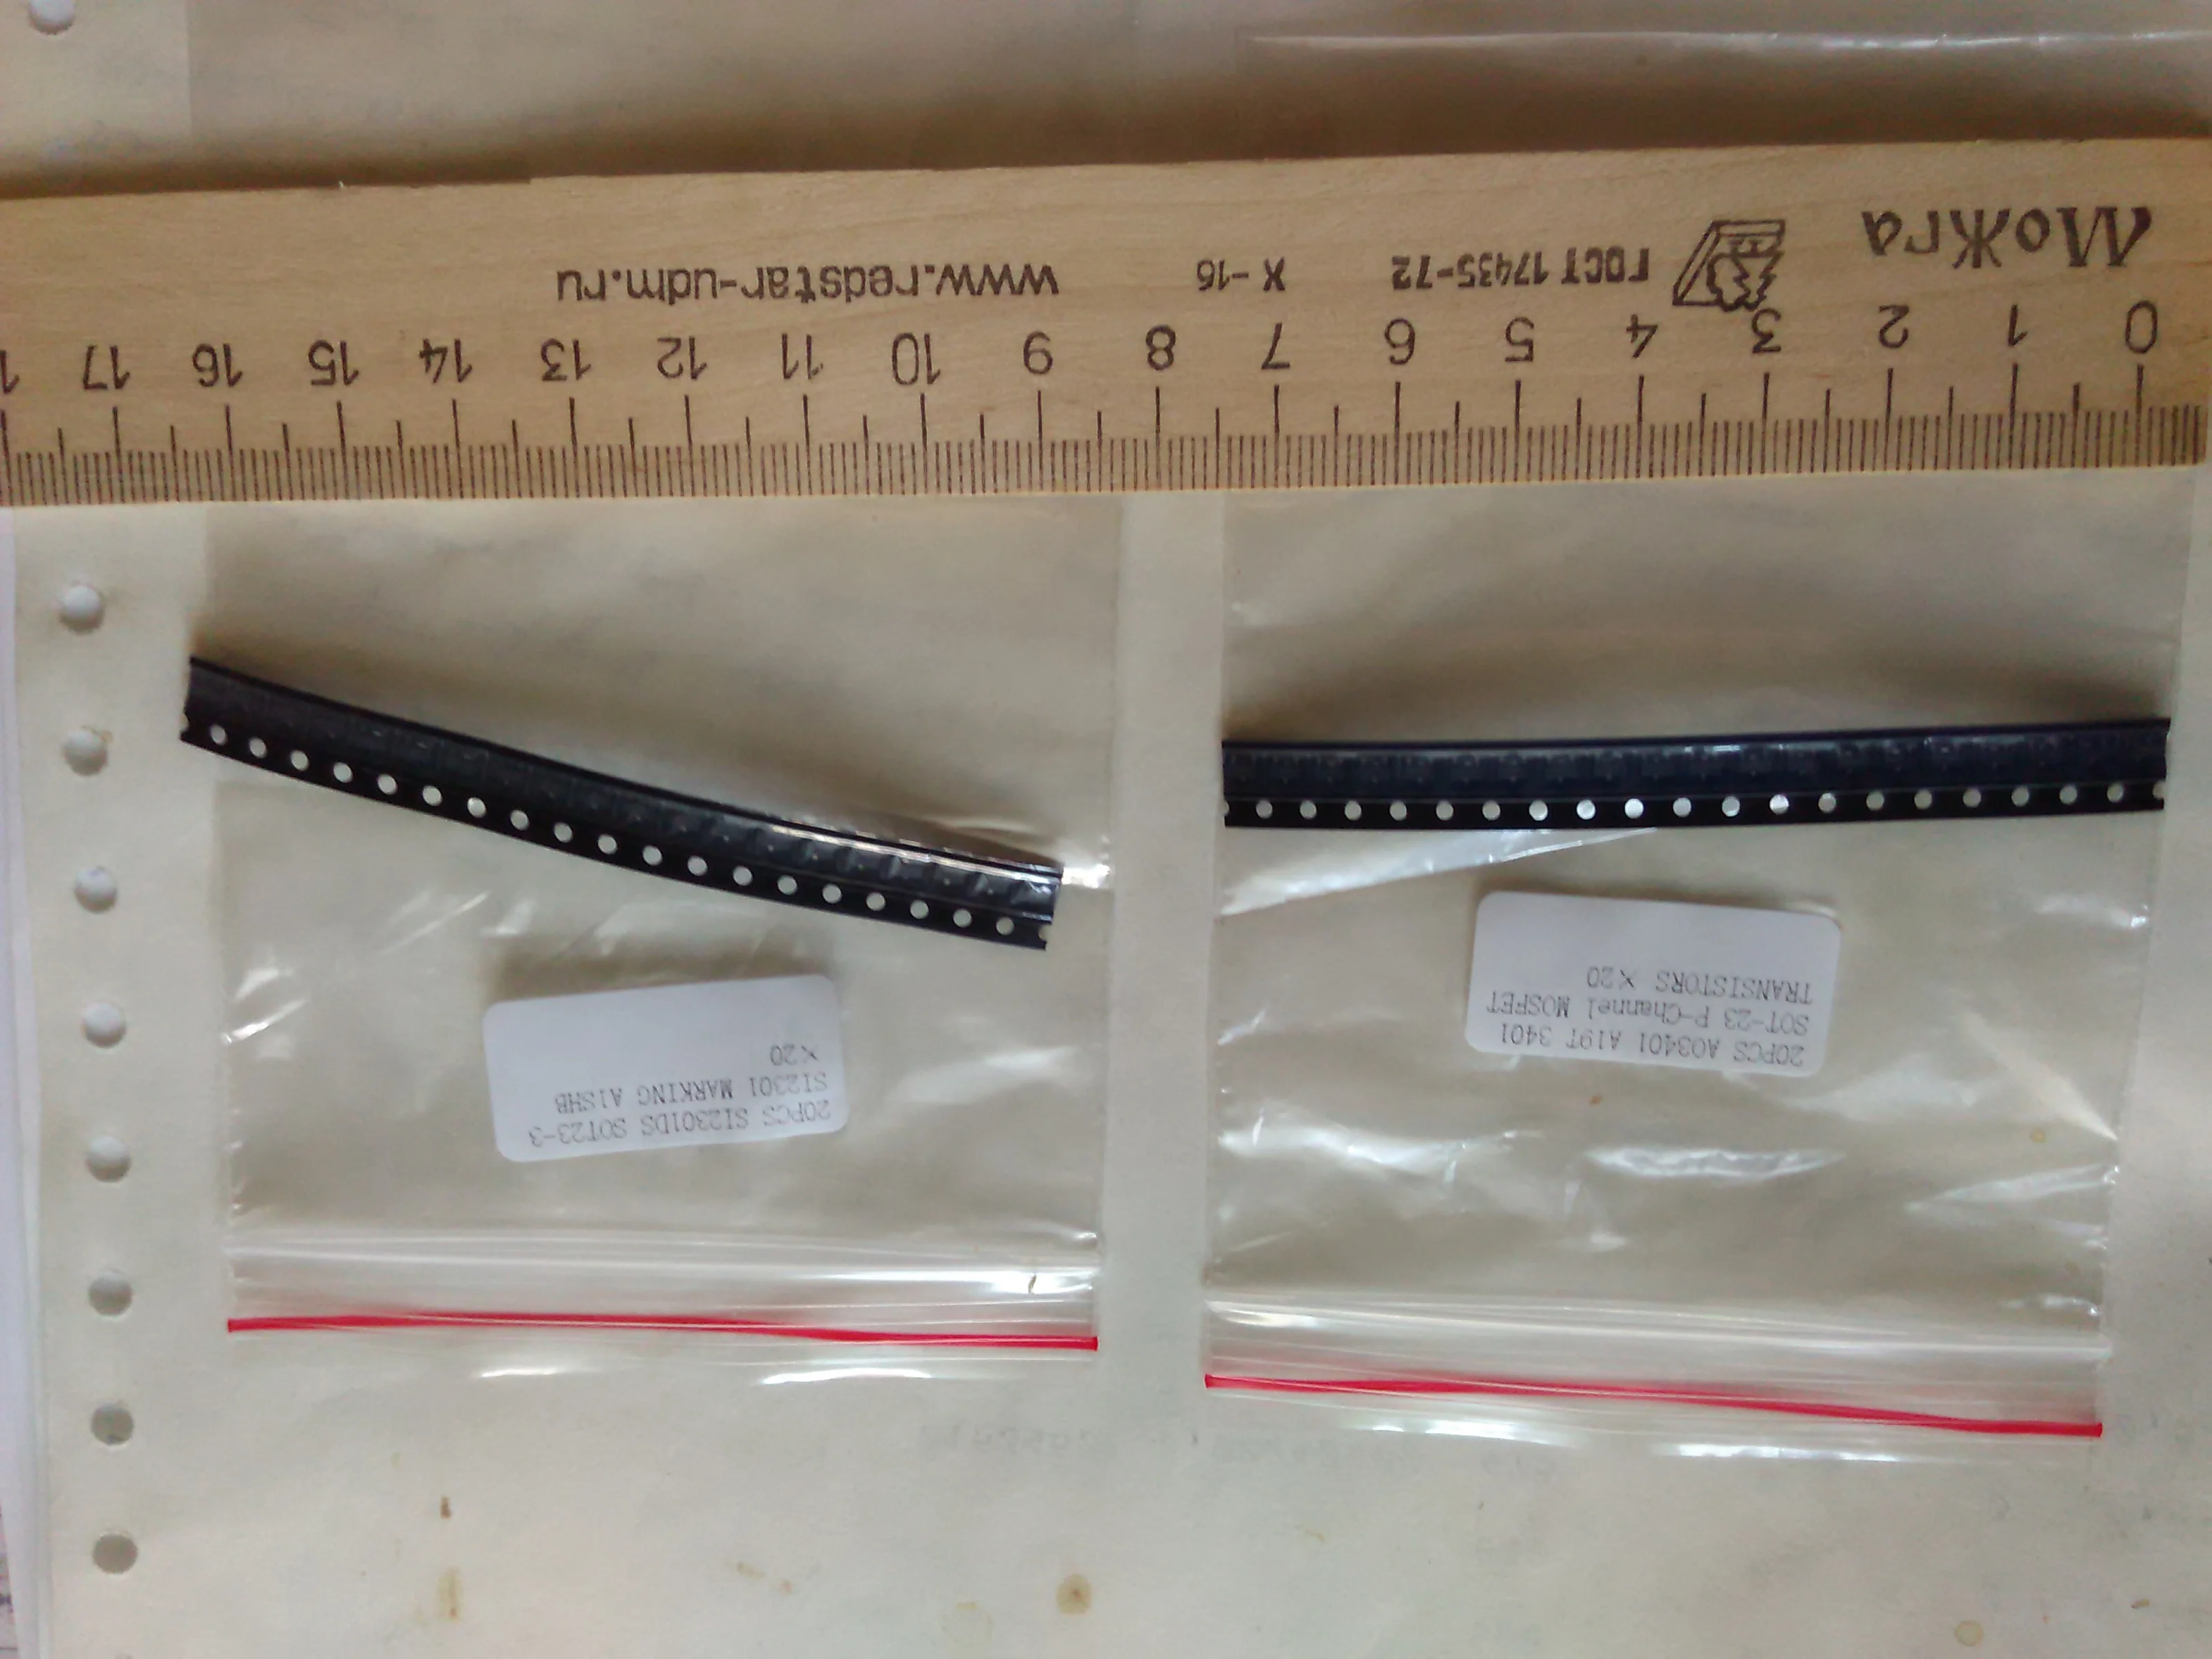 Можга
ГОСТ 17435-72 X-16 www.redstar-udm.ru
0 1 2 3 4 5 6 7 8 9 10 11 12 13 14 15 16 17 1
20PCS AO3401 A19T 3401
SOT-23 P-Channel MOSFET
TRANSISTORS ×20
20PCS SI2301DS SOT23-3
SI2301 MARKING A1SHB
×20